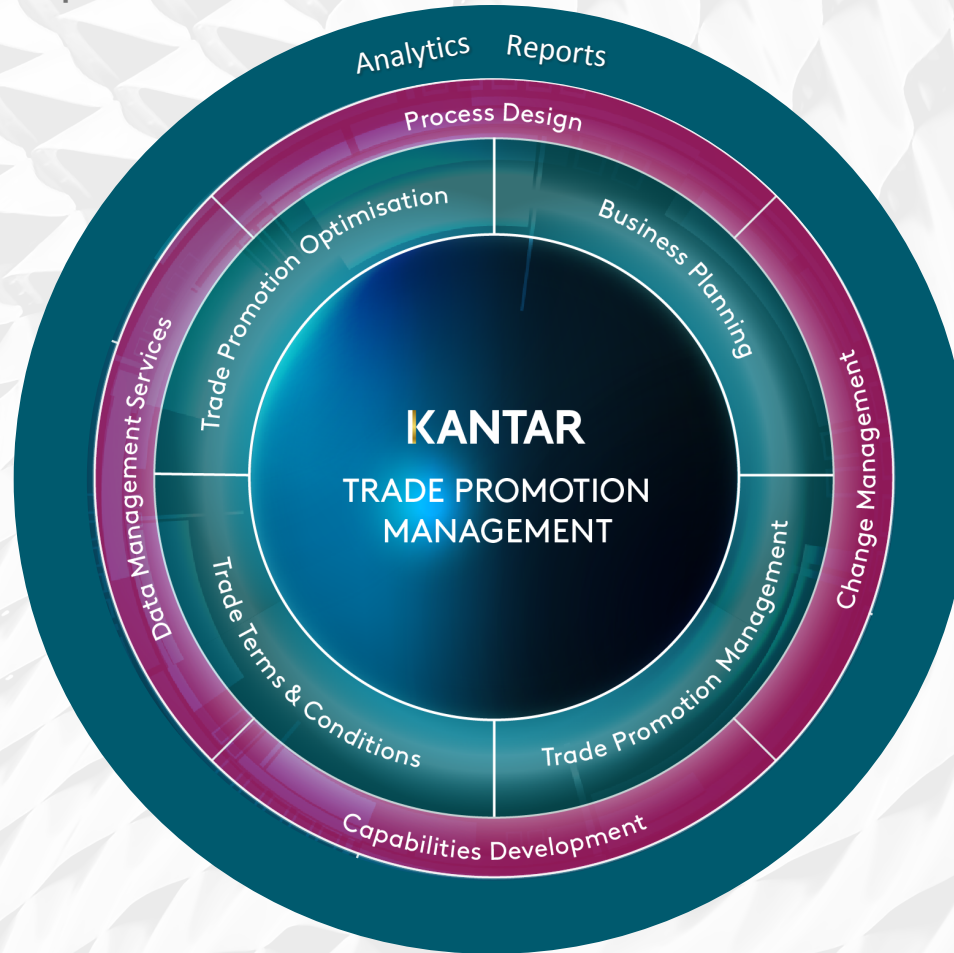 Analytics Reports
Process Design
Trade Promotion Optimisation
Business Planning
Data Management Services
Change Management
KANTAR
TRADE PROMOTION
MANAGEMENT
Trade Terms & Conditions
Trade Promotion Management
Capabilities Development